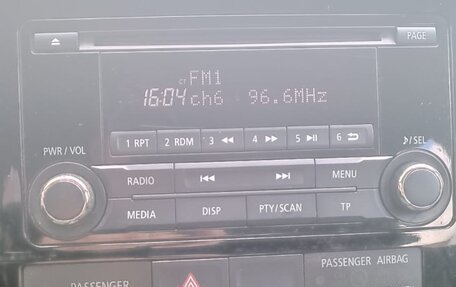 PAGE
CT FM1
16:04 ch6 96.6MHz
1 RPT 2 RDM 3 4 5 6
PWR / VOL
/ SEL
RADIO MENU
MEDIA DISP PTY/SCAN TP
PASSENGER AIRBAG
PASSENGER